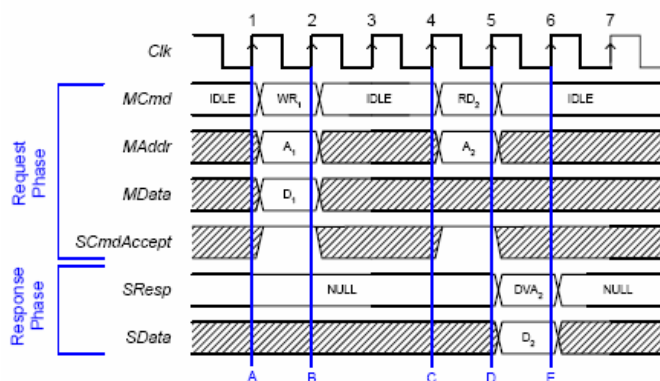 1 2 3 4 5 6 7
Clk
MCmd IDLE WR1 IDLE RD2 IDLE
MAddr A1 A2
MData D1
SCmdAccept
Request Phase
SResp NULL DVA2 NULL
SData D2
Response Phase
A B C D E